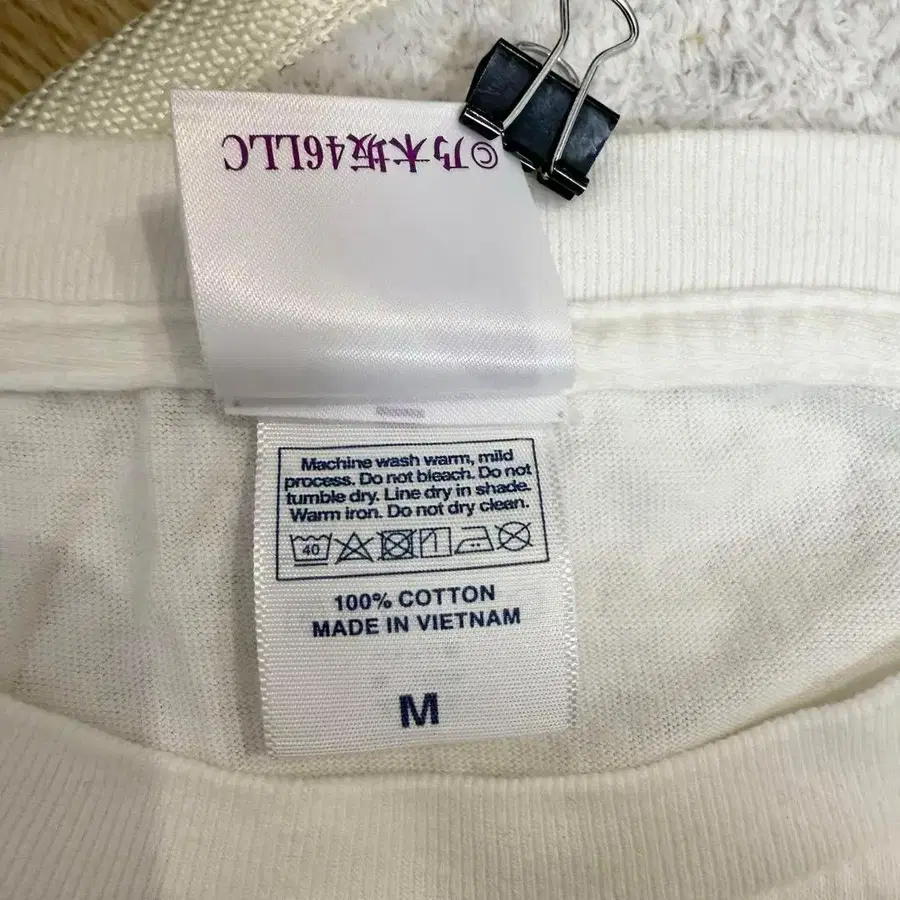 ©乃木坂46LLC
Machine wash warm, mild
process. Do not bleach. Do not
tumble dry. Line dry in shade.
Warm iron. Do not dry clean.
40
100% COTTON
MADE IN VIETNAM
M